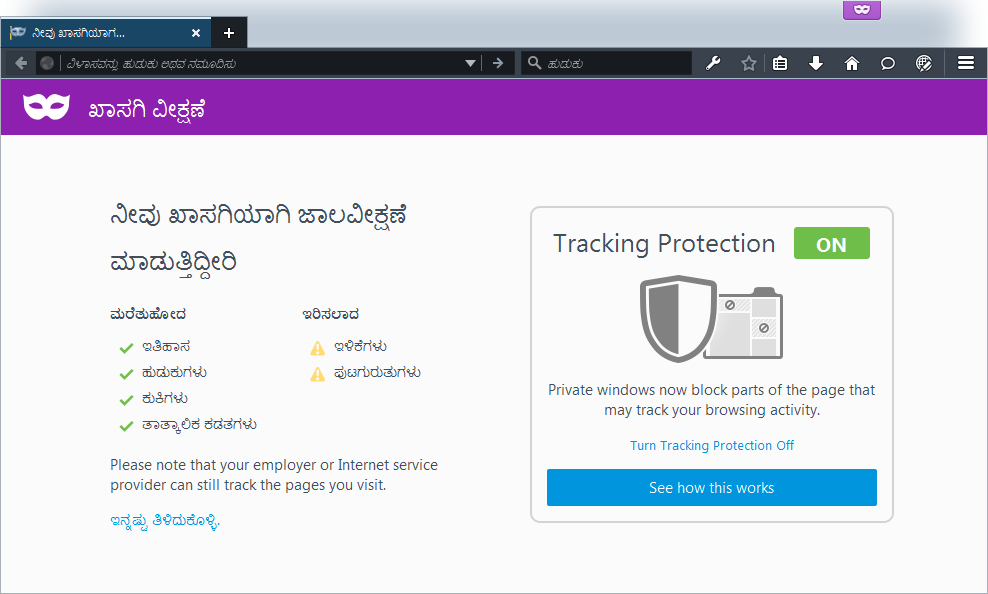 ನೀವು ಖಾಸಗಿಯಾಗ...
ವಿಳಾಸವನ್ನು ಹುಡುಕು ಅಥವ ನಮೂದಿಸು
ಹುಡುಕು
ಖಾಸಗಿ ವೀಕ್ಷಣೆ
ನೀವು ಖಾಸಗಿಯಾಗಿ ಜಾಲವೀಕ್ಷಣೆ
ಮಾಡುತ್ತಿದ್ದೀರಿ
ಮರೆತುಹೋದ
ಇರಿಸಲಾದ
ಇತಿಹಾಸ
ಇಳಿಕೆಗಳು
ಹುಡುಕುಗಳು
ಪುಟಗುರುತುಗಳು
ಕುಕಿಗಳು
ತಾತ್ಕಾಲಿಕ ಕಡತಗಳು
Please note that your employer or Internet service
provider can still track the pages you visit.
ಇನ್ನಷ್ಟು ತಿಳಿದುಕೊಳ್ಳಿ.
Tracking Protection
ON
Private windows now block parts of the page that
may track your browsing activity.
Turn Tracking Protection Off
See how this works